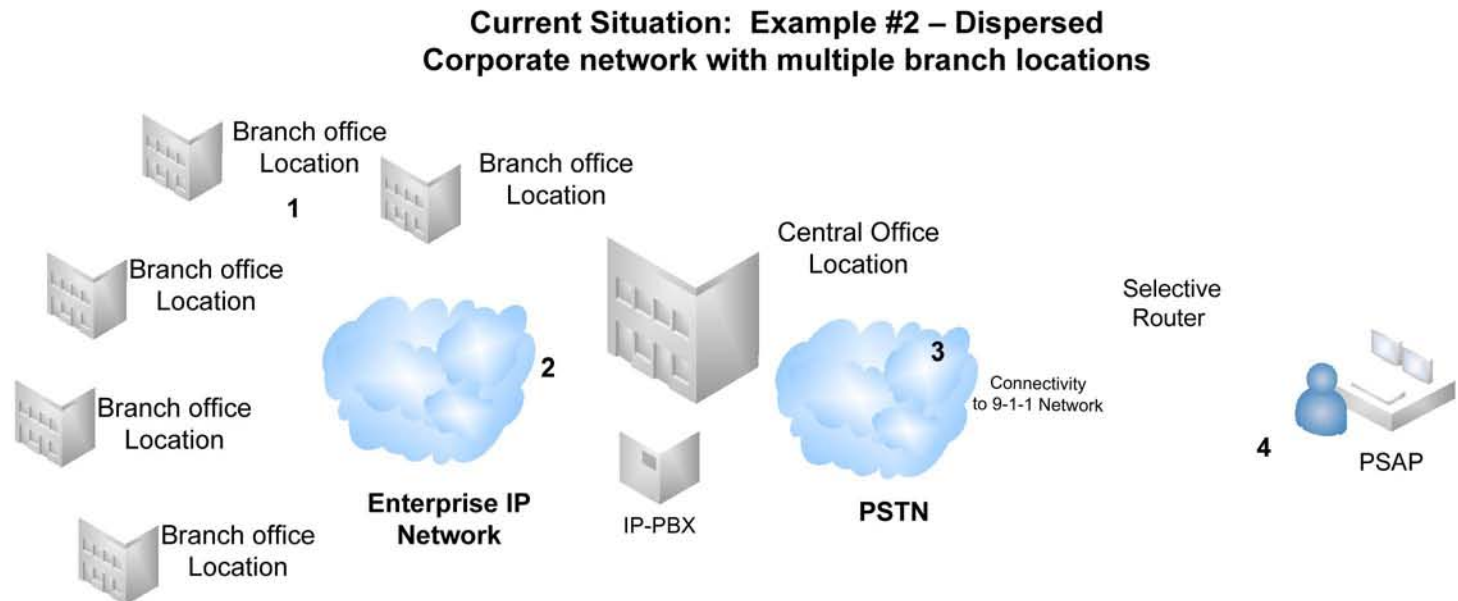 Current Situation:  Example #2 – Dispersed
Corporate network with multiple branch locations
Branch office
Location
1
Branch office
Location
Branch office
Location
Branch office
Location
Branch office
Location
Enterprise IP
Network
2
Central Office
Location
IP-PBX
PSTN
3
Connectivity
to 9-1-1 Network
Selective
Router
4
PSAP